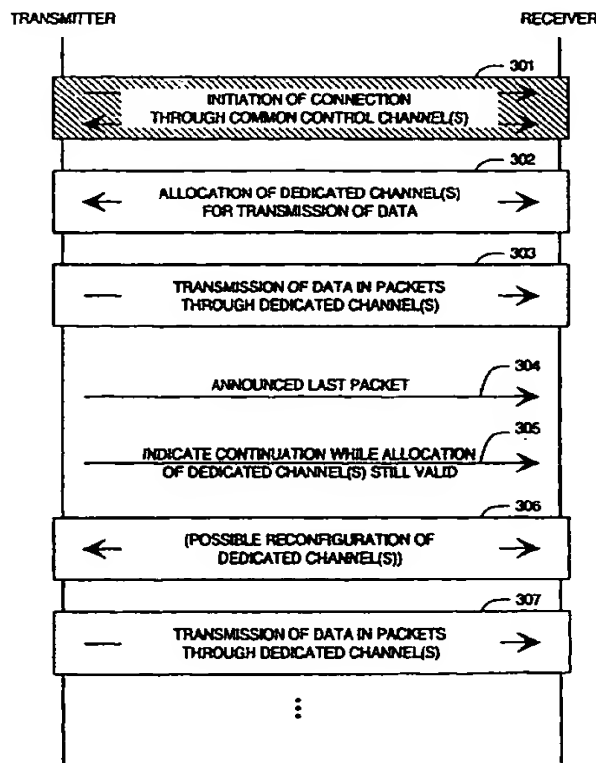 TRANSMITTER
RECEIVER
301
INITIATION OF CONNECTION
THROUGH COMMON CONTROL CHANNEL(S)
302
ALLOCATION OF DEDICATED CHANNEL(S)
FOR TRANSMISSION OF DATA
303
TRANSMISSION OF DATA IN PACKETS
THROUGH DEDICATED CHANNEL(S)
304
ANNOUNCED LAST PACKET
305
INDICATE CONTINUATION WHILE ALLOCATION
OF DEDICATED CHANNEL(S) STILL VALID
306
(POSSIBLE RECONFIGURATION OF
DEDICATED CHANNEL(S))
307
TRANSMISSION OF DATA IN PACKETS
THROUGH DEDICATED CHANNEL(S)